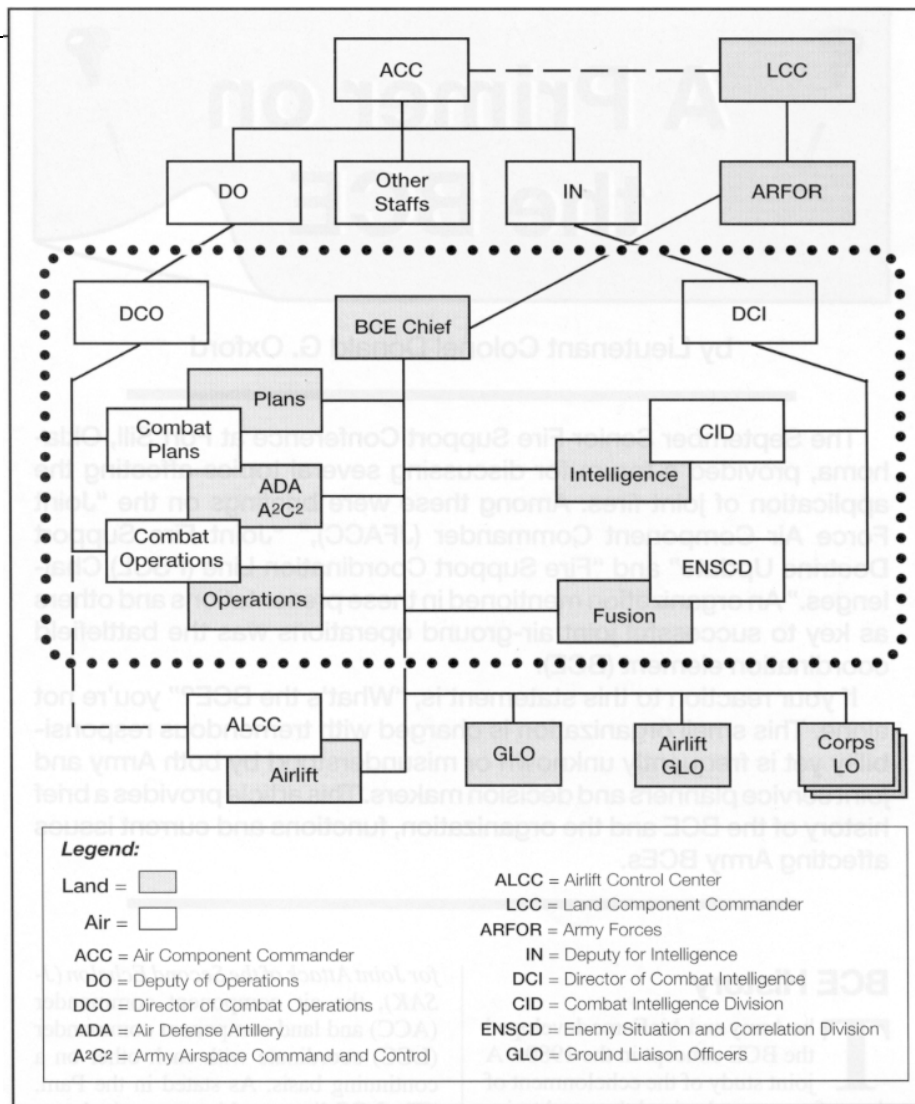 ACC
LCC
DO
Other
Staffs
IN
ARFOR
DCO
BCE Chief
DCI
Plans
Combat
Plans
CID
Intelligence
ADA
A²C²
Combat
Operations
ENSCD
Operations
Fusion
ALCC
Airlift
GLO
Airlift
GLO
Corps
LO
Legend:
Land =
Air =
ACC = Air Component Commander
DO = Deputy of Operations
DCO = Director of Combat Operations
ADA = Air Defense Artillery
A²C² = Army Airspace Command and Control
ALCC = Airlift Control Center
LCC = Land Component Commander
ARFOR = Army Forces
IN = Deputy for Intelligence
DCI = Director of Combat Intelligence
CID = Combat Intelligence Division
ENSCD = Enemy Situation and Correlation Division
GLO = Ground Liaison Officers